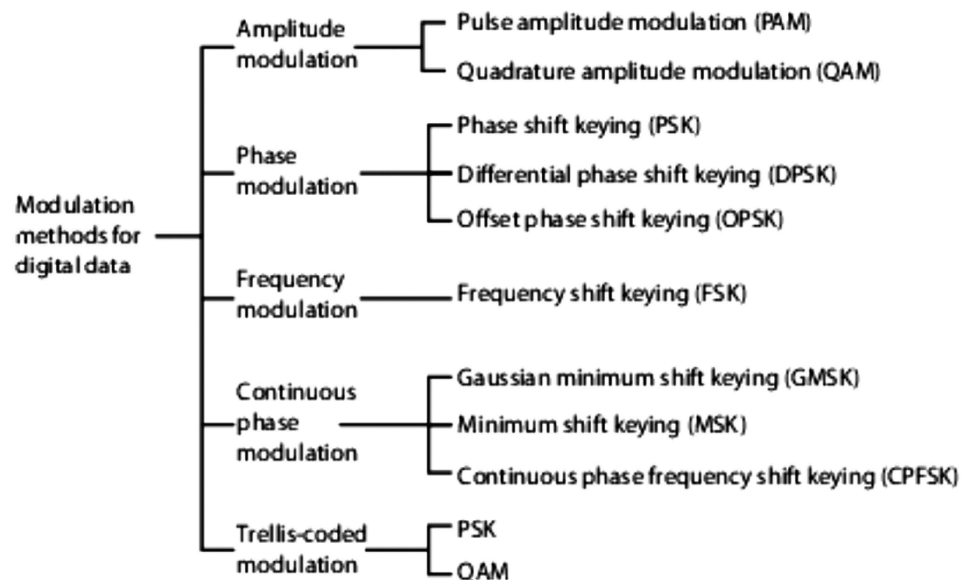 Modulation
methods for
digital data
Amplitude
modulation
Pulse amplitude modulation (PAM)
Quadrature amplitude modulation (QAM)
Phase
modulation
Phase shift keying (PSK)
Differential phase shift keying (DPSK)
Offset phase shift keying (OPSK)
Frequency
modulation
Frequency shift keying (FSK)
Continuous
phase
modulation
Gaussian minimum shift keying (GMSK)
Minimum shift keying (MSK)
Continuous phase frequency shift keying (CPFSK)
Trellis-coded
modulation
PSK
QAM